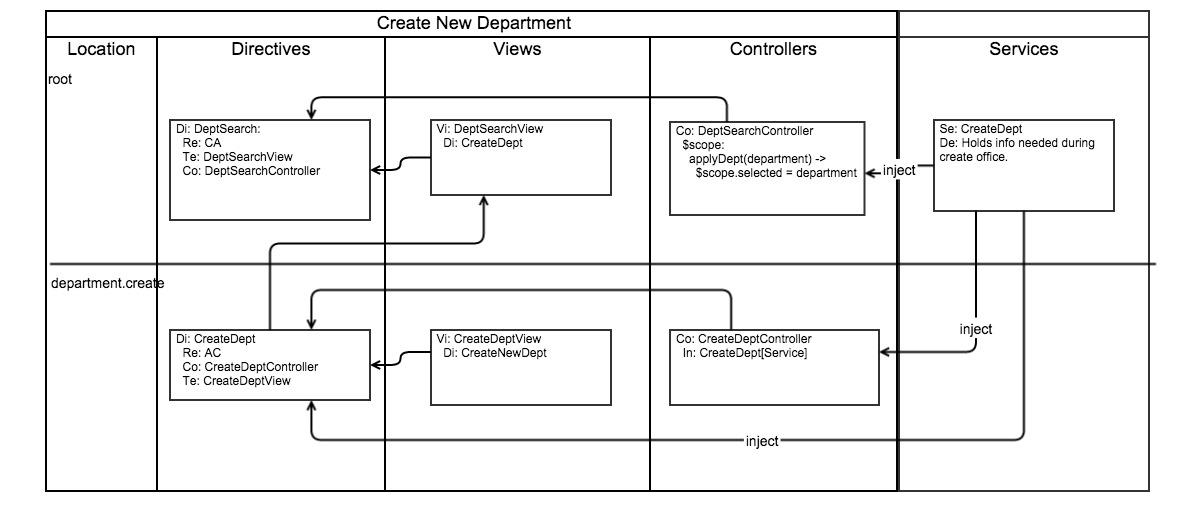 Create New Department
Location
Directives
Views
Controllers
Services
root
Di: DeptSearch:
Re: CA
Te: DeptSearchView
Co: DeptSearchController
Vi: DeptSearchView
Di: CreateDept
Co: DeptSearchController
$scope:
applyDept(department) ->
$scope.selected = department
inject
Se: CreateDept
De: Holds info needed during
create office.
department.create
Di: CreateDept
Re: AC
Co: CreateDeptController
Te: CreateDeptView
Vi: CreateDeptView
Di: CreateNewDept
Co: CreateDeptController
In: CreateDept[Service]
inject
inject